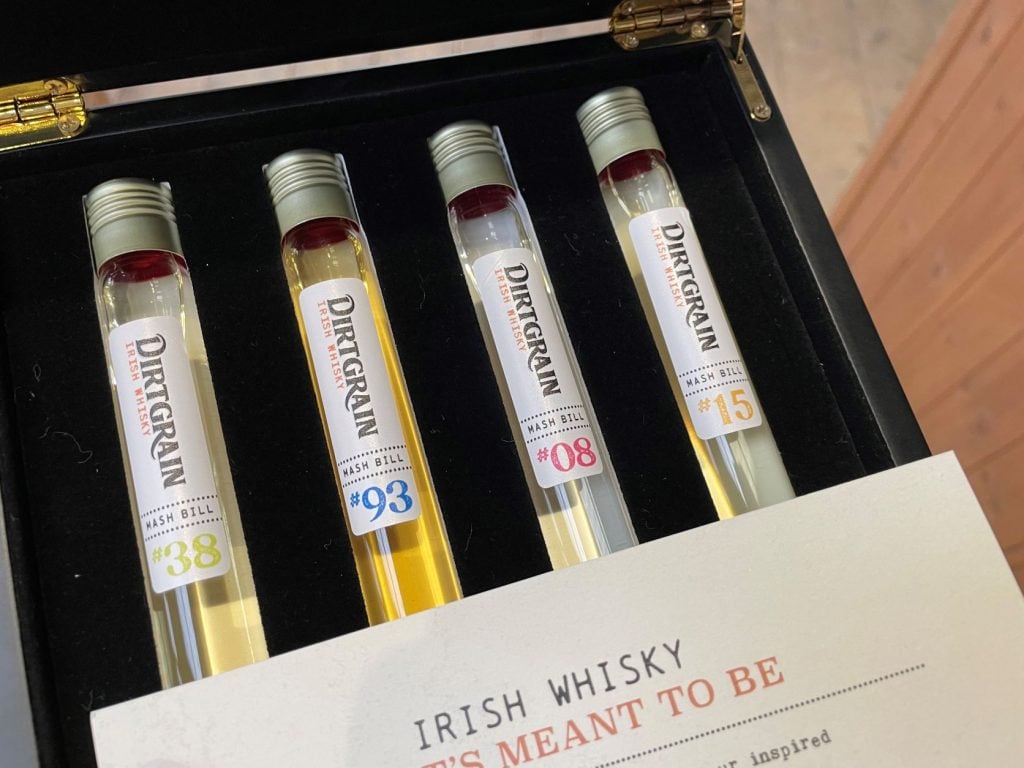 DIRTGRAIN
IRISH WHISKY
MASH BILL
#38
DIRTGRAIN
IRISH WHISKY
MASH BILL
#93
DIRTGRAIN
IRISH WHISKY
MASH BILL
#08
DIRTGRAIN
IRISH WHISKY
MASH BILL
#15
IRISH WHISKY
MEANT TO BE
inspired